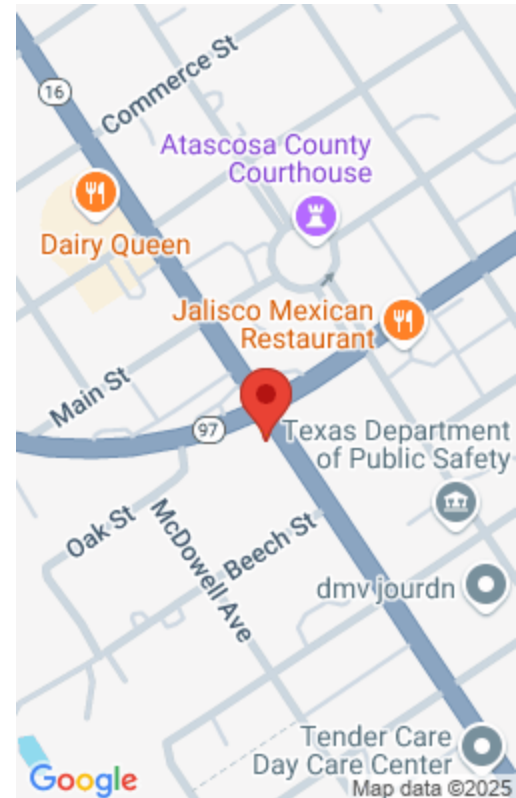 16
Commerce St
Atascosa County
Courthouse
Dairy Queen
Jalisco Mexican
Restaurant
Main St
97
Texas Department
of Public Safety
Oak St
McDowell Ave
Beech St
dmv jourdn
Tender Care
Day Care Center
Google
Map data ©2025